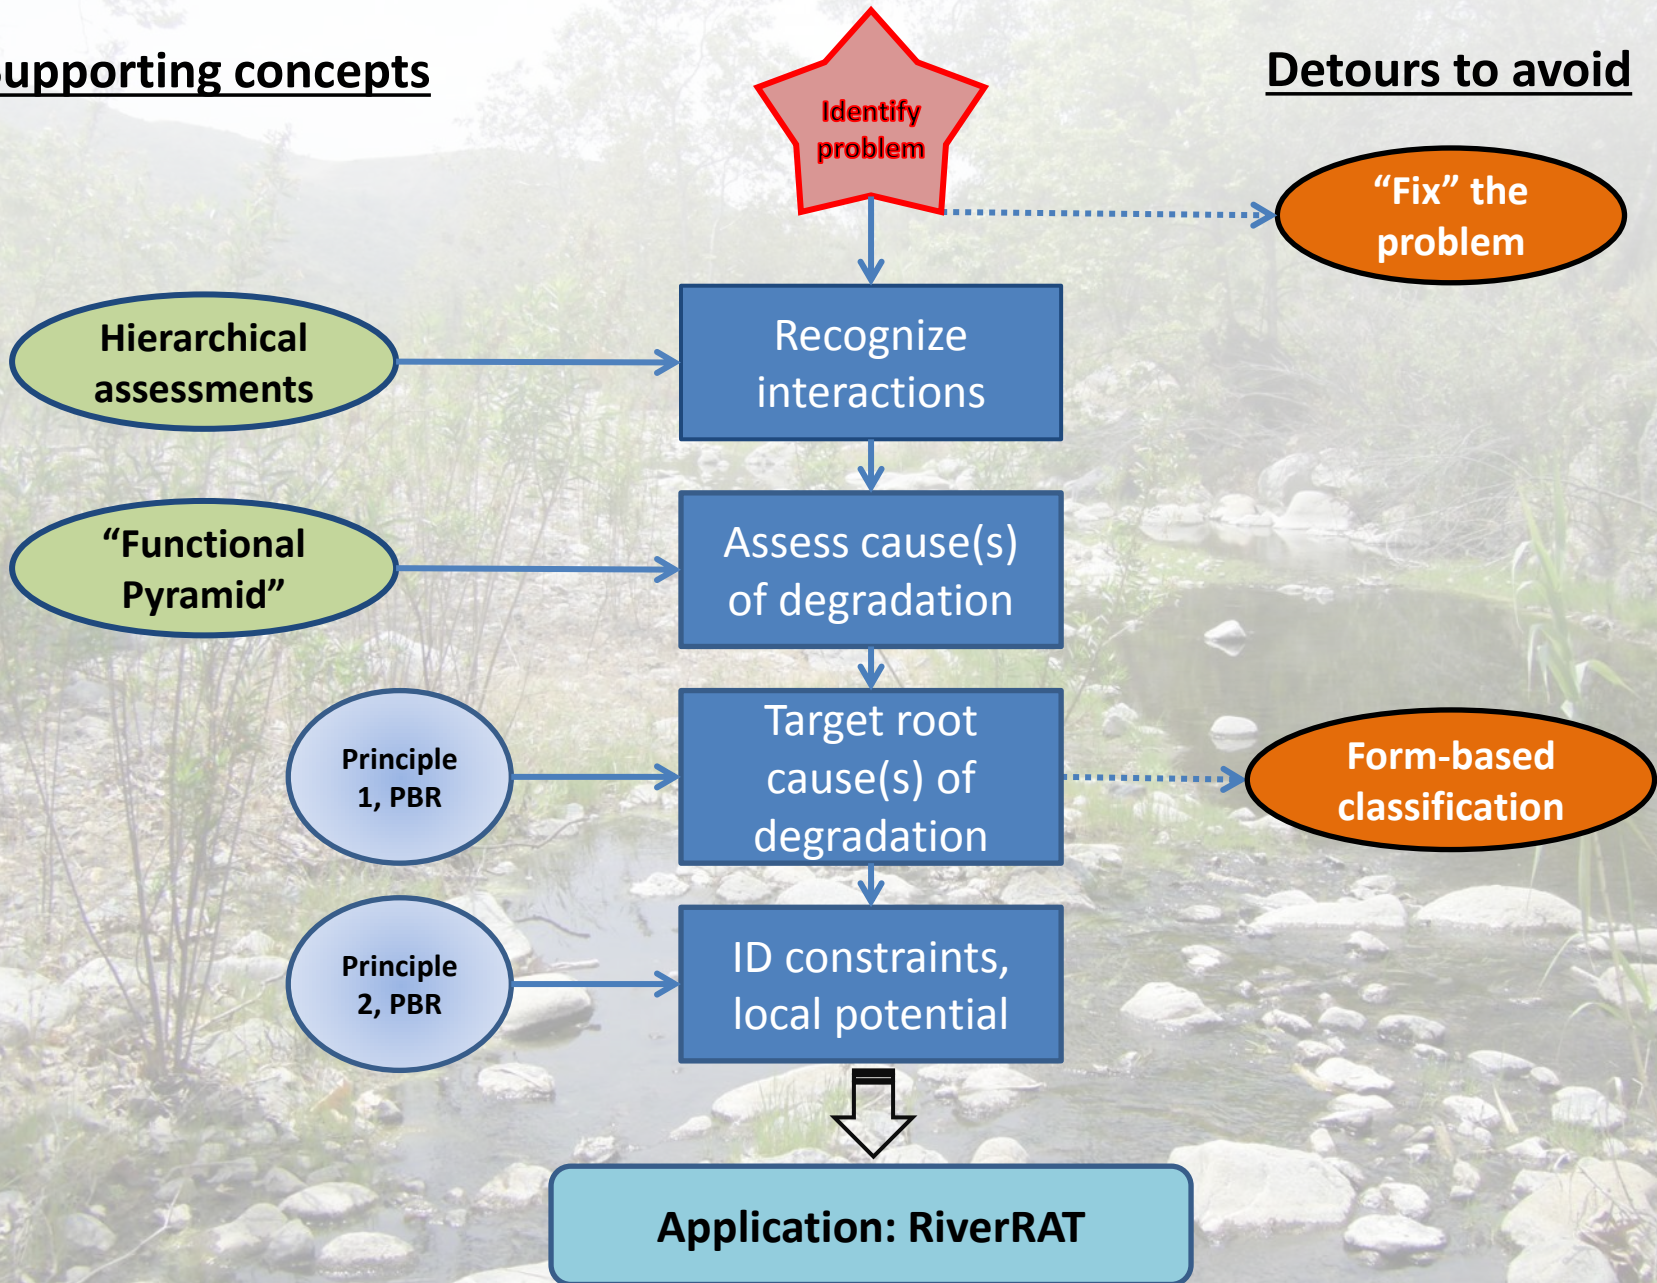 Supporting concepts
Detours to avoid
Identify
problem
“Fix” the
problem
Hierarchical
assessments
Recognize
interactions
“Functional
Pyramid”
Assess cause(s)
of degradation
Principle
1, PBR
Target root
cause(s) of
degradation
Form-based
classification
Principle
2, PBR
ID constraints,
local potential
Application: RiverRAT